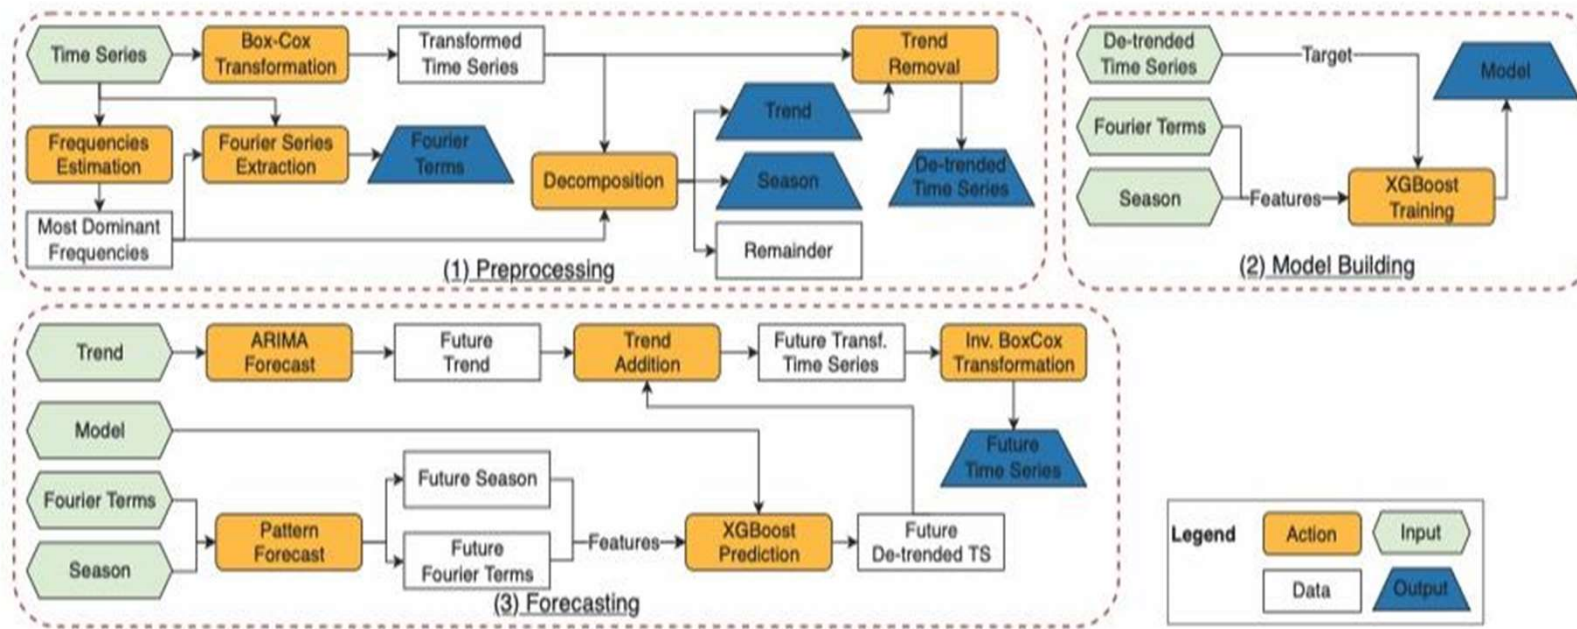 Time Series
Box-Cox
Transformation
Transformed
Time Series
Trend
Removal
Frequencies
Estimation
Fourier Series
Extraction
Fourier
Terms
Decomposition
Trend
Season
Remainder
De-trended
Time Series
Most Dominant
Frequencies
(1) Preprocessing
De-trended
Time Series
Target
Model
Fourier Terms
Season
Features
XGBoost
Training
(2) Model Building
Trend
ARIMA
Forecast
Future
Trend
Trend
Addition
Future Transf.
Time Series
Inv. BoxCox
Transformation
Model
Future
Time Series
Fourier Terms
Season
Pattern
Forecast
Future Season
Future
Fourier Terms
Features
XGBoost
Prediction
Future
De-trended TS
(3) Forecasting
Legend
Action
Input
Data
Output